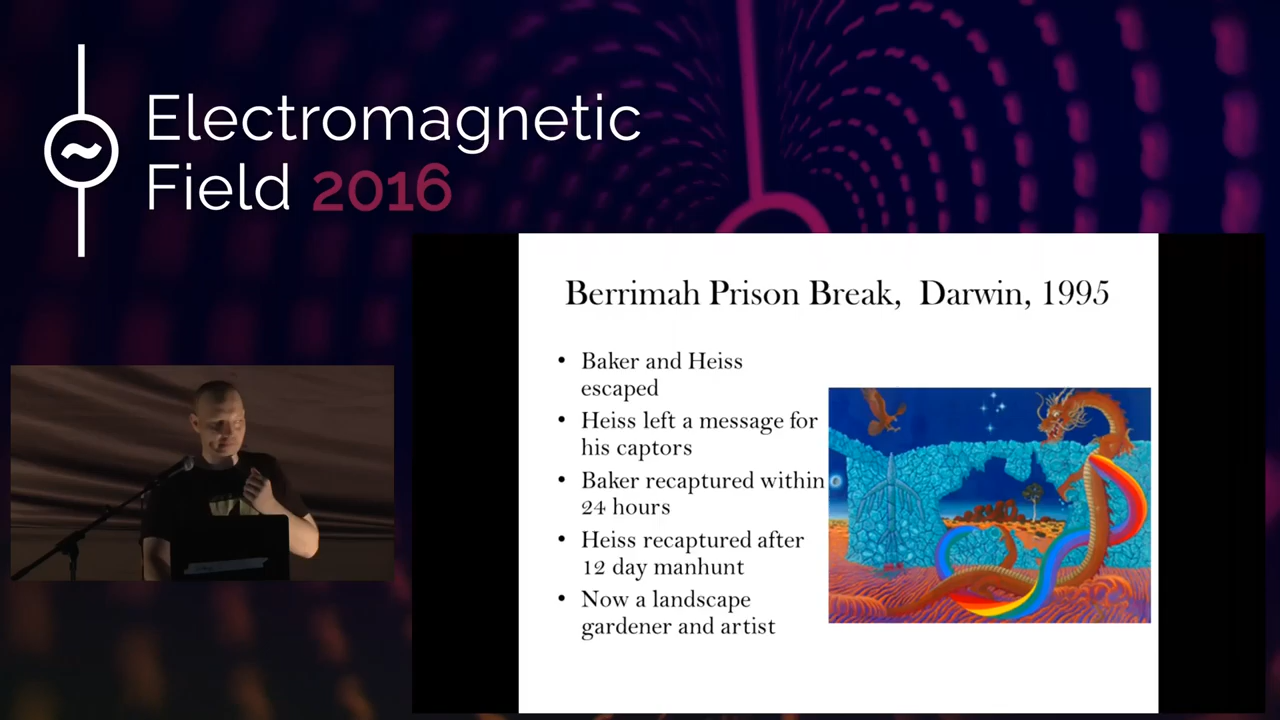 Electromagnetic
Field 2016
Berrimah Prison Break, Darwin, 1995
• Baker and Heiss
escaped
• Heiss left a message for
his captors
• Baker recaptured within
24 hours
• Heiss recaptured after
12 day manhunt
• Now a landscape
gardener and artist